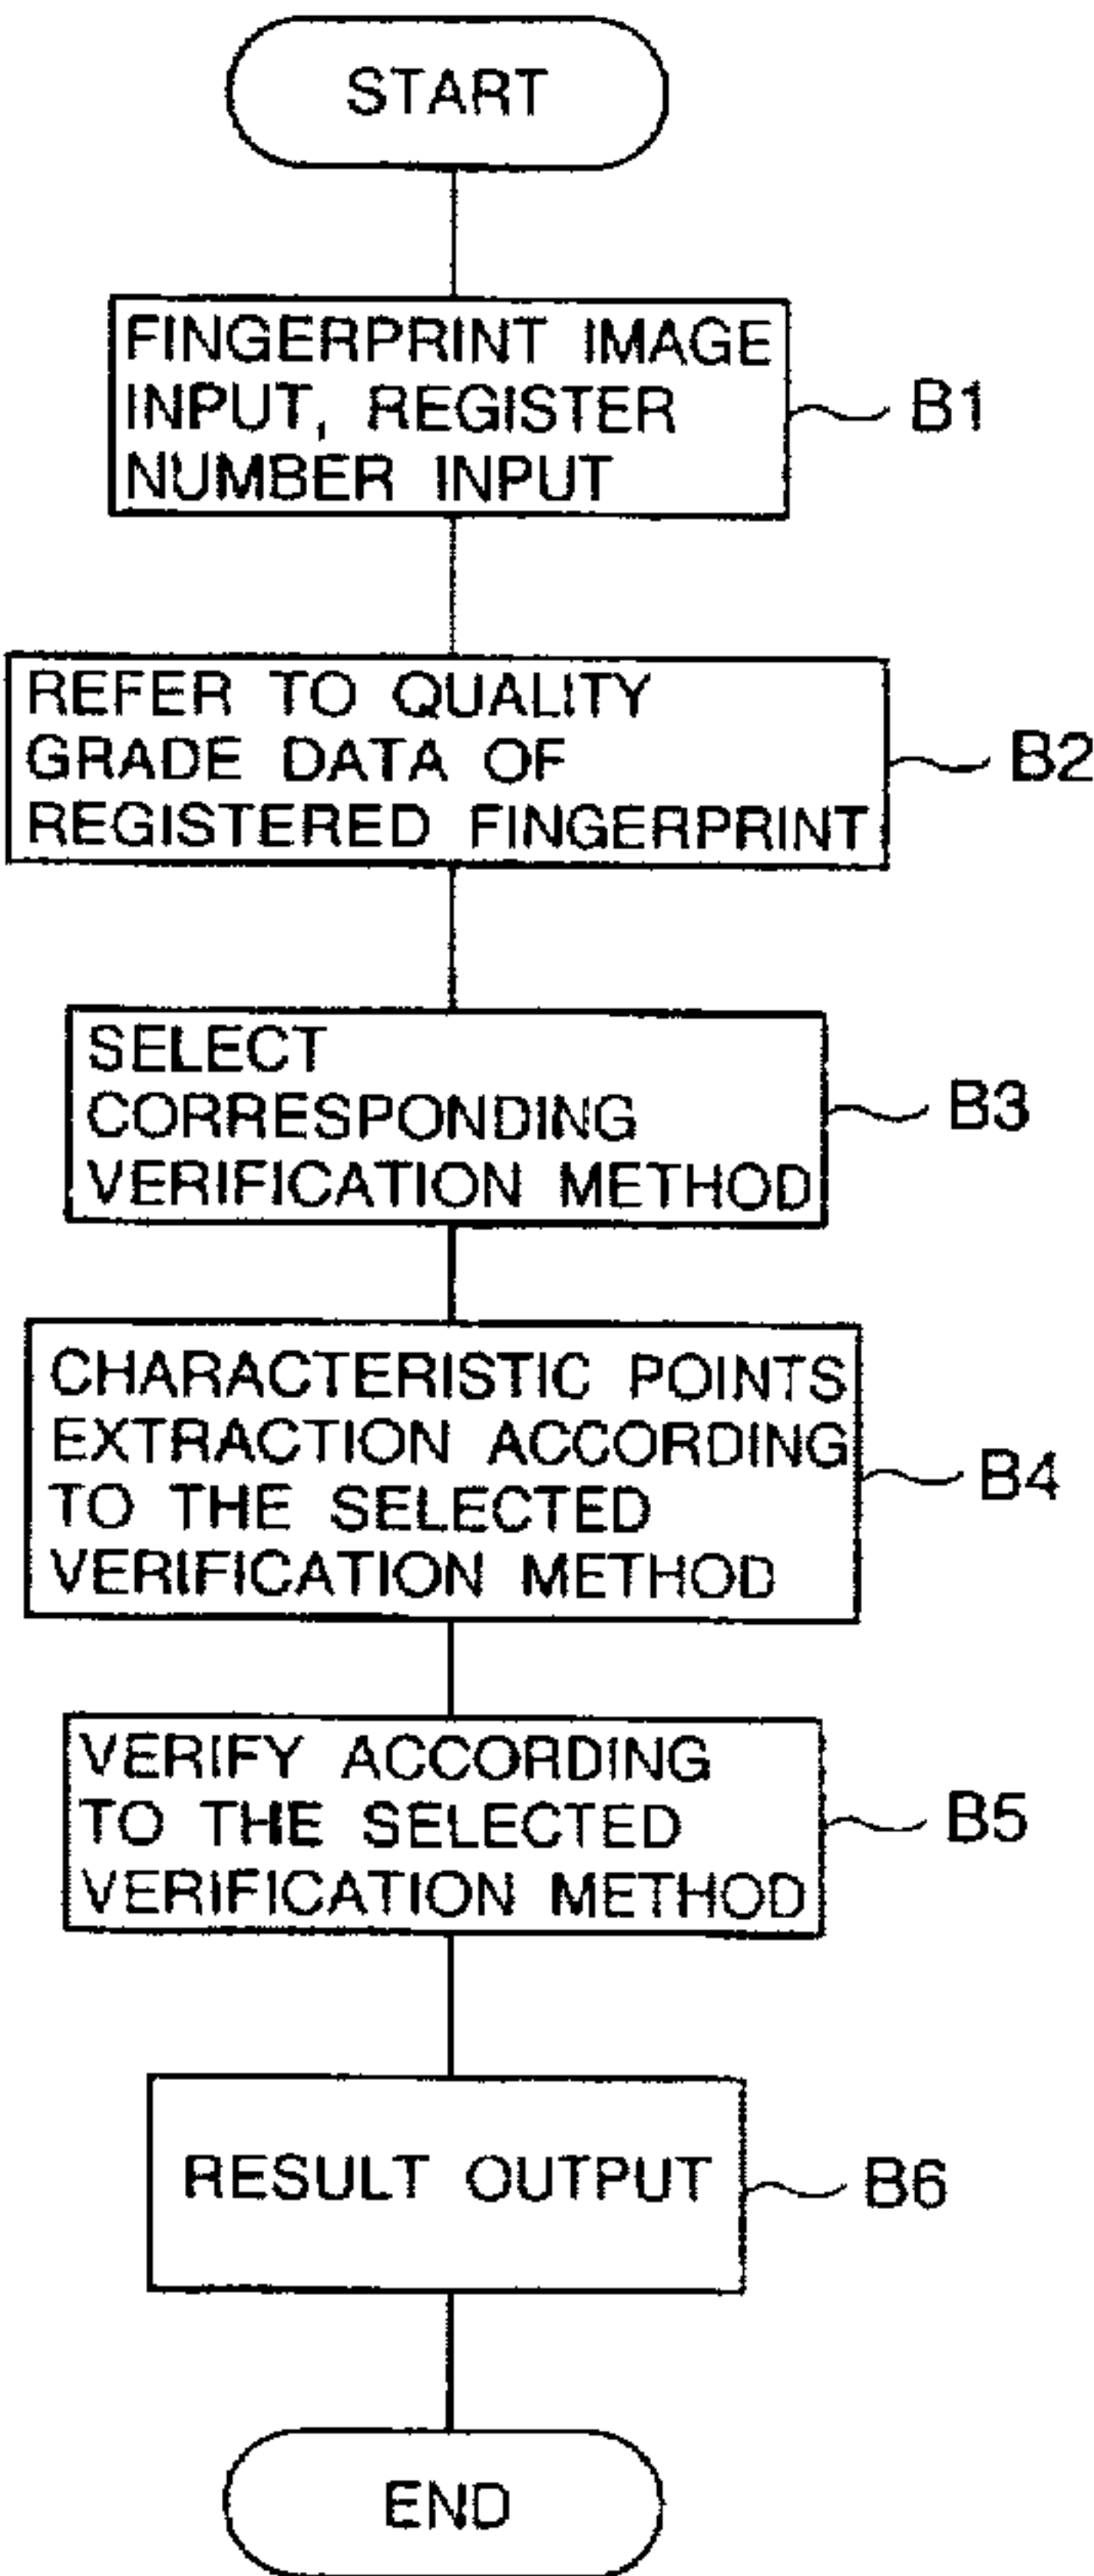 START
FINGERPRINT IMAGE
INPUT, REGISTER
NUMBER INPUT
B1
REFER TO QUALITY
GRADE DATA OF
REGISTERED FINGERPRINT
B2
SELECT
CORRESPONDING
VERIFICATION METHOD
B3
CHARACTERISTIC POINTS
EXTRACTION ACCORDING
TO THE SELECTED
VERIFICATION METHOD
B4
VERIFY ACCORDING
TO THE SELECTED
VERIFICATION METHOD
B5
RESULT OUTPUT
B6
END